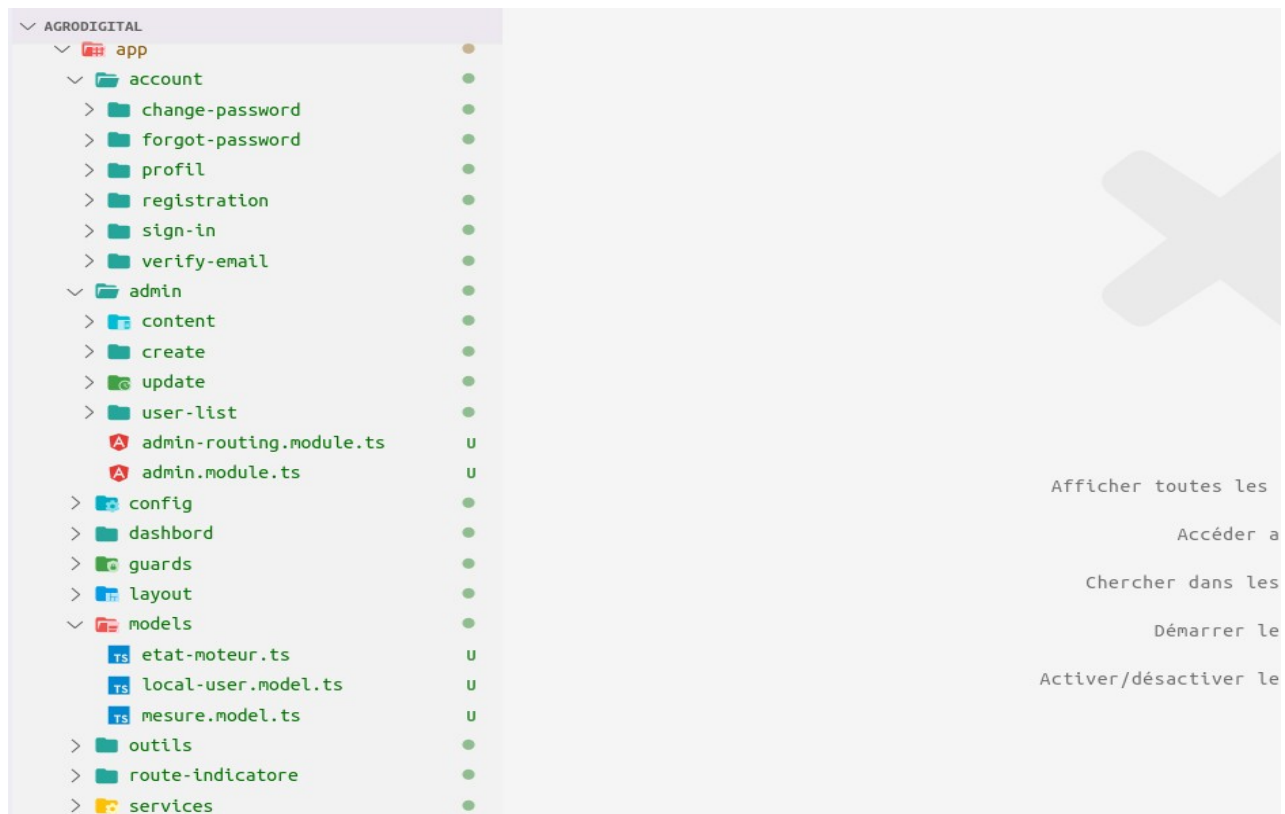 AGRODIGITAL
app
account
change-password
forgot-password
profil
registration
sign-in
verify-email
admin
content
create
update
user-list
admin-routing.module.ts U
admin.module.ts U
config
dashbord
guards
layout
models
etat-moteur.ts U
local-user.model.ts U
mesure.model.ts U
outils
route-indicatore
services
Afficher toutes les
Accéder a
Chercher dans les
Démarrer le
Activer/désactiver le